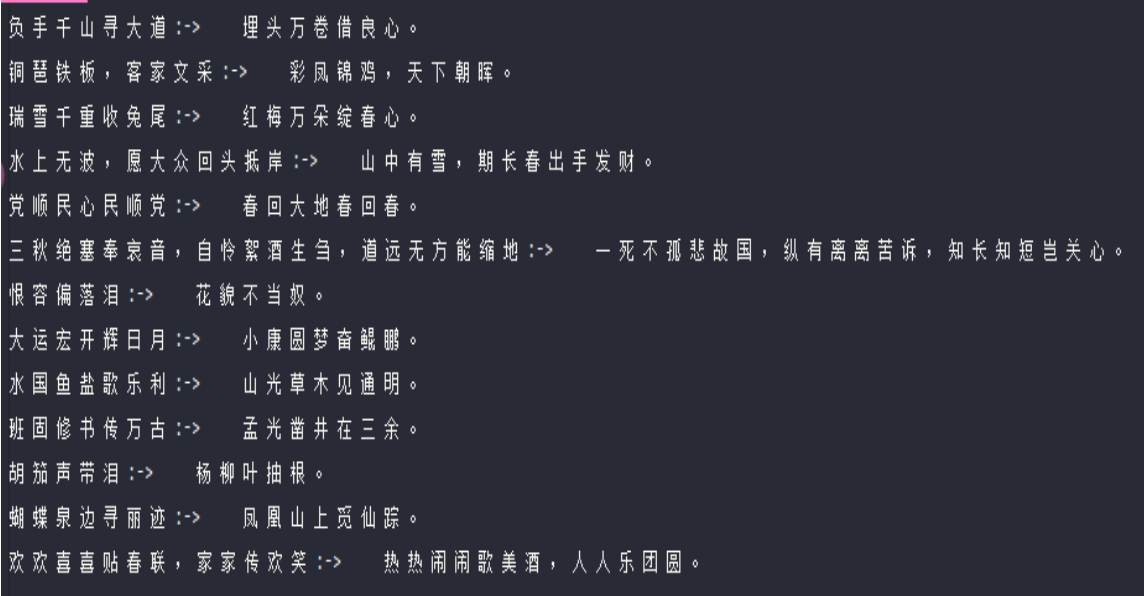 负手千山寻大道:-> 埋头万卷借良心。
铜琶铁板，客家文采:-> 彩凤锦鸡，天下朝晖。
瑞雪千重收兔尾:-> 红梅万朵绽春心。
水上无波，愿大众回头抵岸:-> 山中有雪，期长春出手发财。
党顺民心民顺党:-> 春回大地春回春。
三秋绝塞奉哀音，自怜絮酒生刍，道远无方能缩地:-> 一死不孤悲故国，纵有离离苦诉，知长知短岂关心。
恨容偏落泪:-> 花貌不当奴。
大运宏开辉日月:-> 小康圆梦奋鲲鹏。
水国鱼盐歌乐利:-> 山光草木见通明。
班固修书传万古:-> 孟光凿井在三余。
胡笳声带泪:-> 杨柳叶抽根。
蝴蝶泉边寻丽迹:-> 凤凰山上觅仙踪。
欢欢喜喜贴春联，家家传欢笑:-> 热热闹闹歌美酒，人人乐团圆。